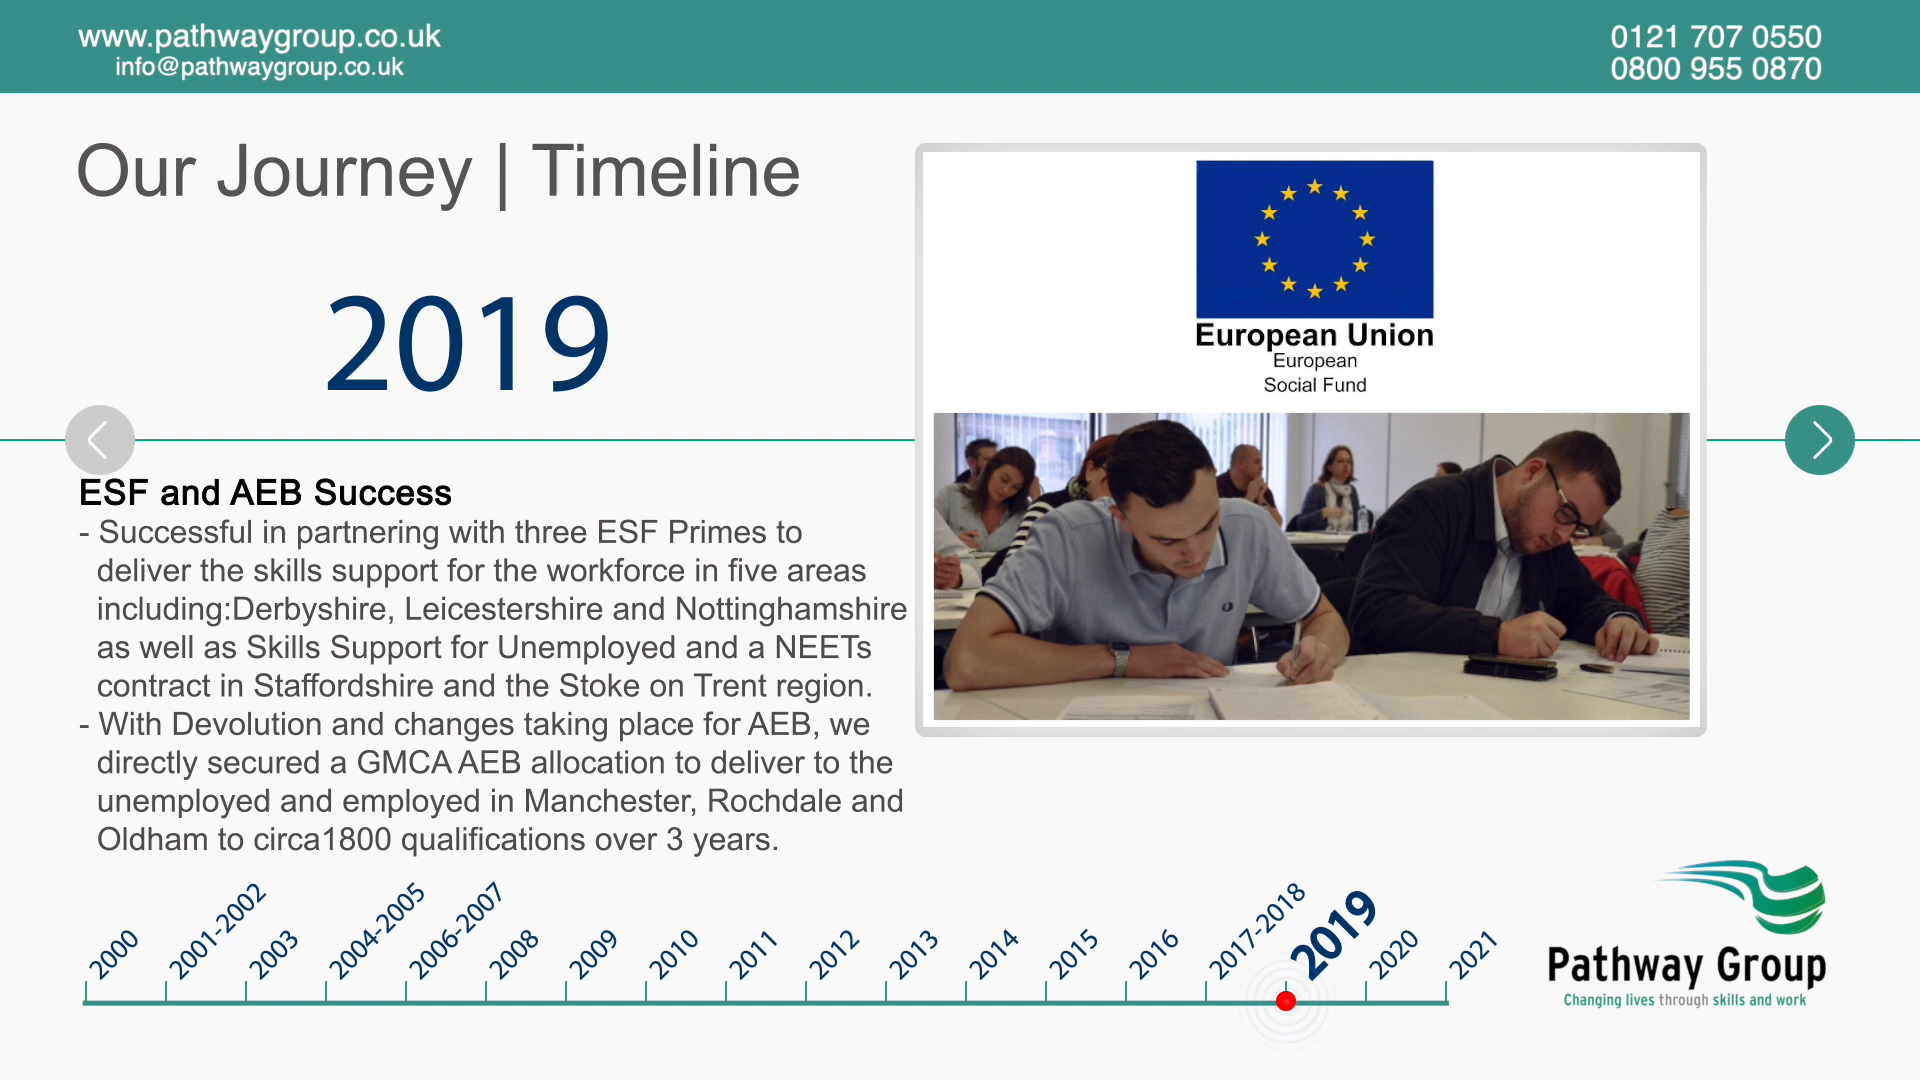 www.pathwaygroup.co.uk
info@pathwaygroup.co.uk
0121 707 0550
0800 955 0870
Our Journey | Timeline
2019
European Union
European
Social Fund
ESF and AEB Success
- Successful in partnering with three ESF Primes to
deliver the skills support for the workforce in five areas
including:Derbyshire, Leicestershire and Nottinghamshire
as well as Skills Support for Unemployed and a NEETs
contract in Staffordshire and the Stoke on Trent region.
- With Devolution and changes taking place for AEB, we
directly secured a GMCA AEB allocation to deliver to the
unemployed and employed in Manchester, Rochdale and
Oldham to circa1800 qualifications over 3 years.
2000
2001-2002
2003
2004-2005
2006-2007
2008
2009
2010
2011
2012
2013
2014
2015
2016
2017-2018
2019
2020
2021
Pathway Group
Changing lives through skills and work